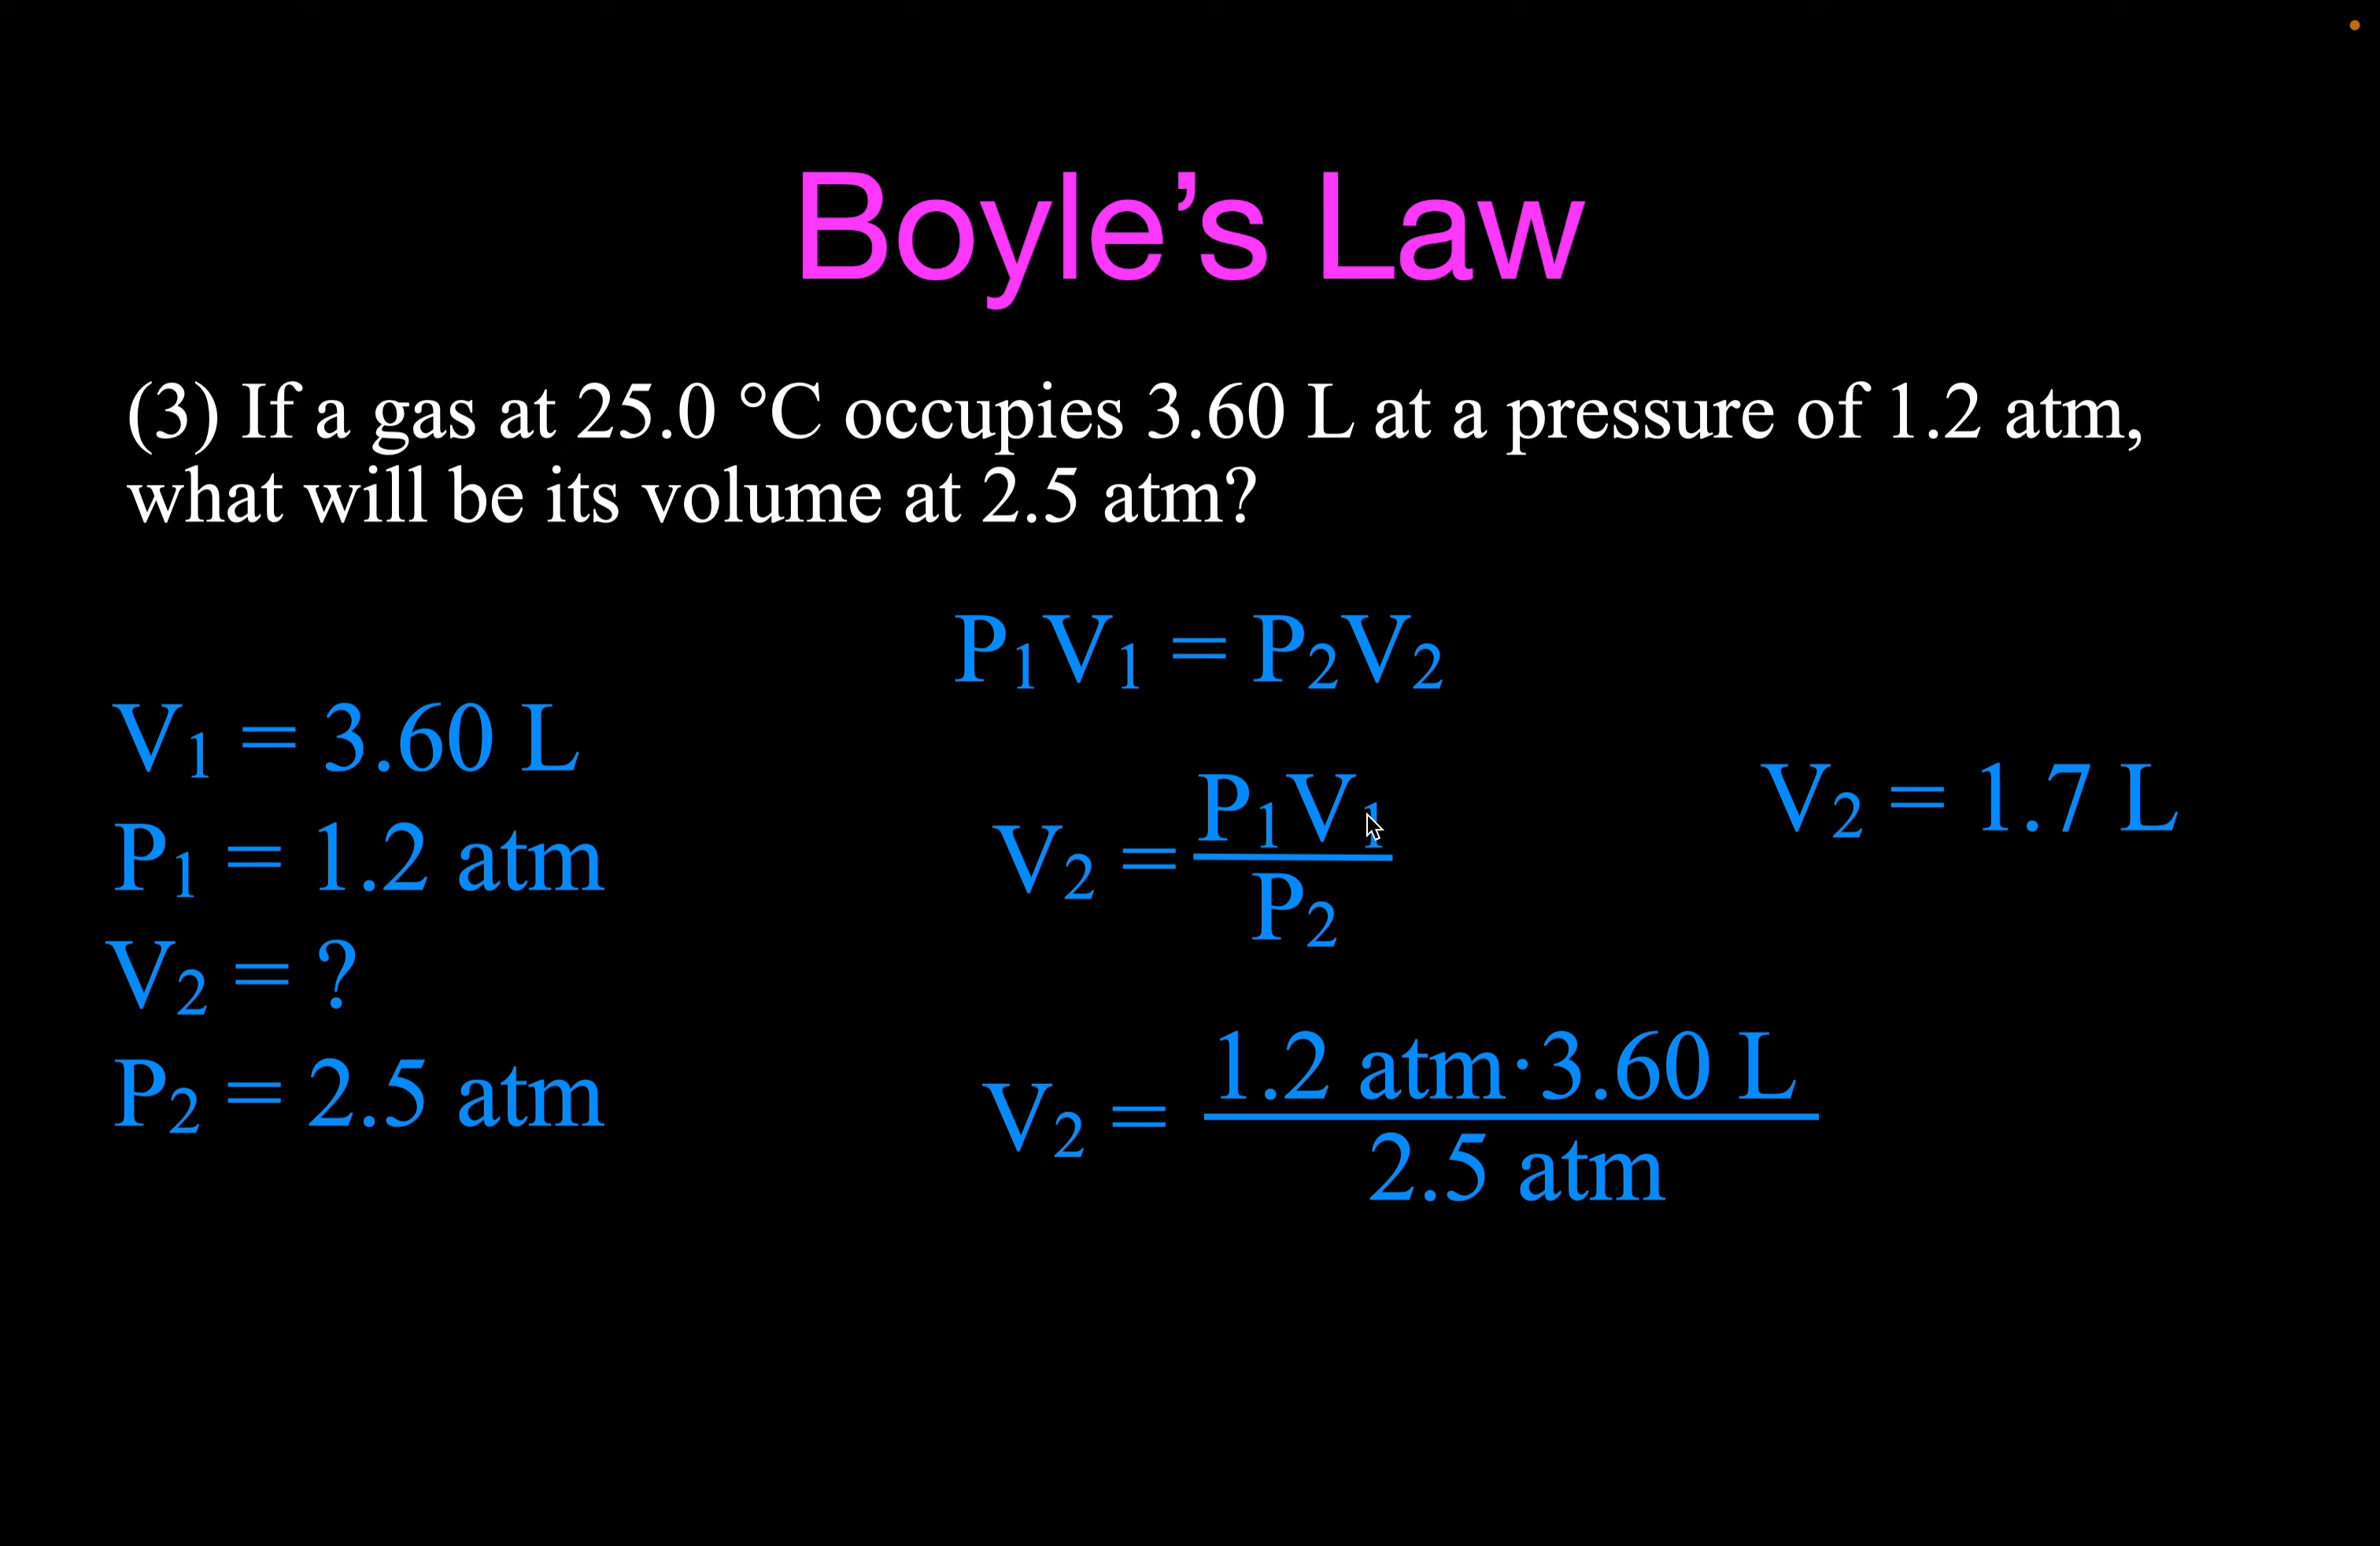 Boyle’s Law
(3) If a gas at 25.0 °C occupies 3.60 L at a pressure of 1.2 atm,
what will be its volume at 2.5 atm?
P₁V₁ = P₂V₂
V₁ = 3.60 L
P₁ = 1.2 atm
V₂ = ?
P₂ = 2.5 atm
V₂ = P₁V₁
P₂
V₂ = 1.2 atm·3.60 L
2.5 atm
V₂ = 1.7 L